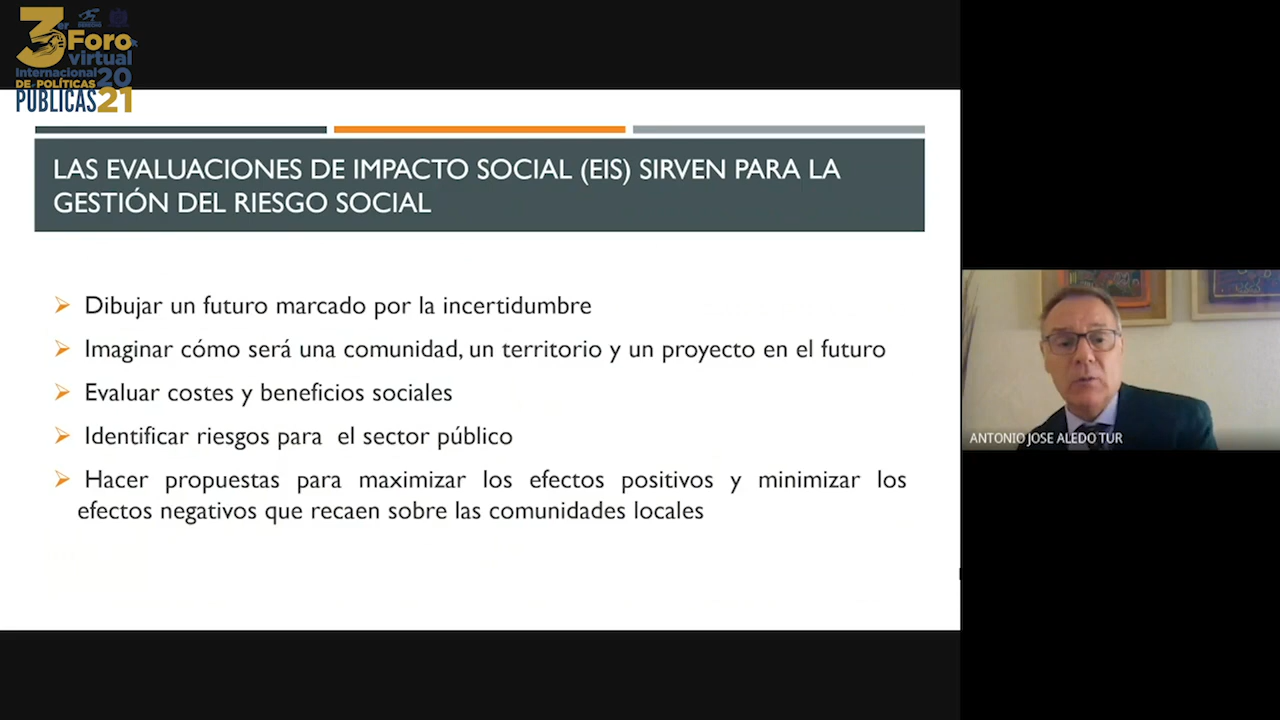 3er Foro
virtual
Internacional 20
DE POLÍTICAS
PÚBLICAS 21
LAS EVALUACIONES DE IMPACTO SOCIAL (EIS) SIRVEN PARA LA
GESTIÓN DEL RIESGO SOCIAL
Dibujar un futuro marcado por la incertidumbre
Imaginar cómo será una comunidad, un territorio y un proyecto en el futuro
Evaluar costes y beneficios sociales
Identificar riesgos para el sector público
Hacer propuestas para maximizar los efectos positivos y minimizar los
efectos negativos que recaen sobre las comunidades locales
ANTONIO JOSE ALEDO TUR